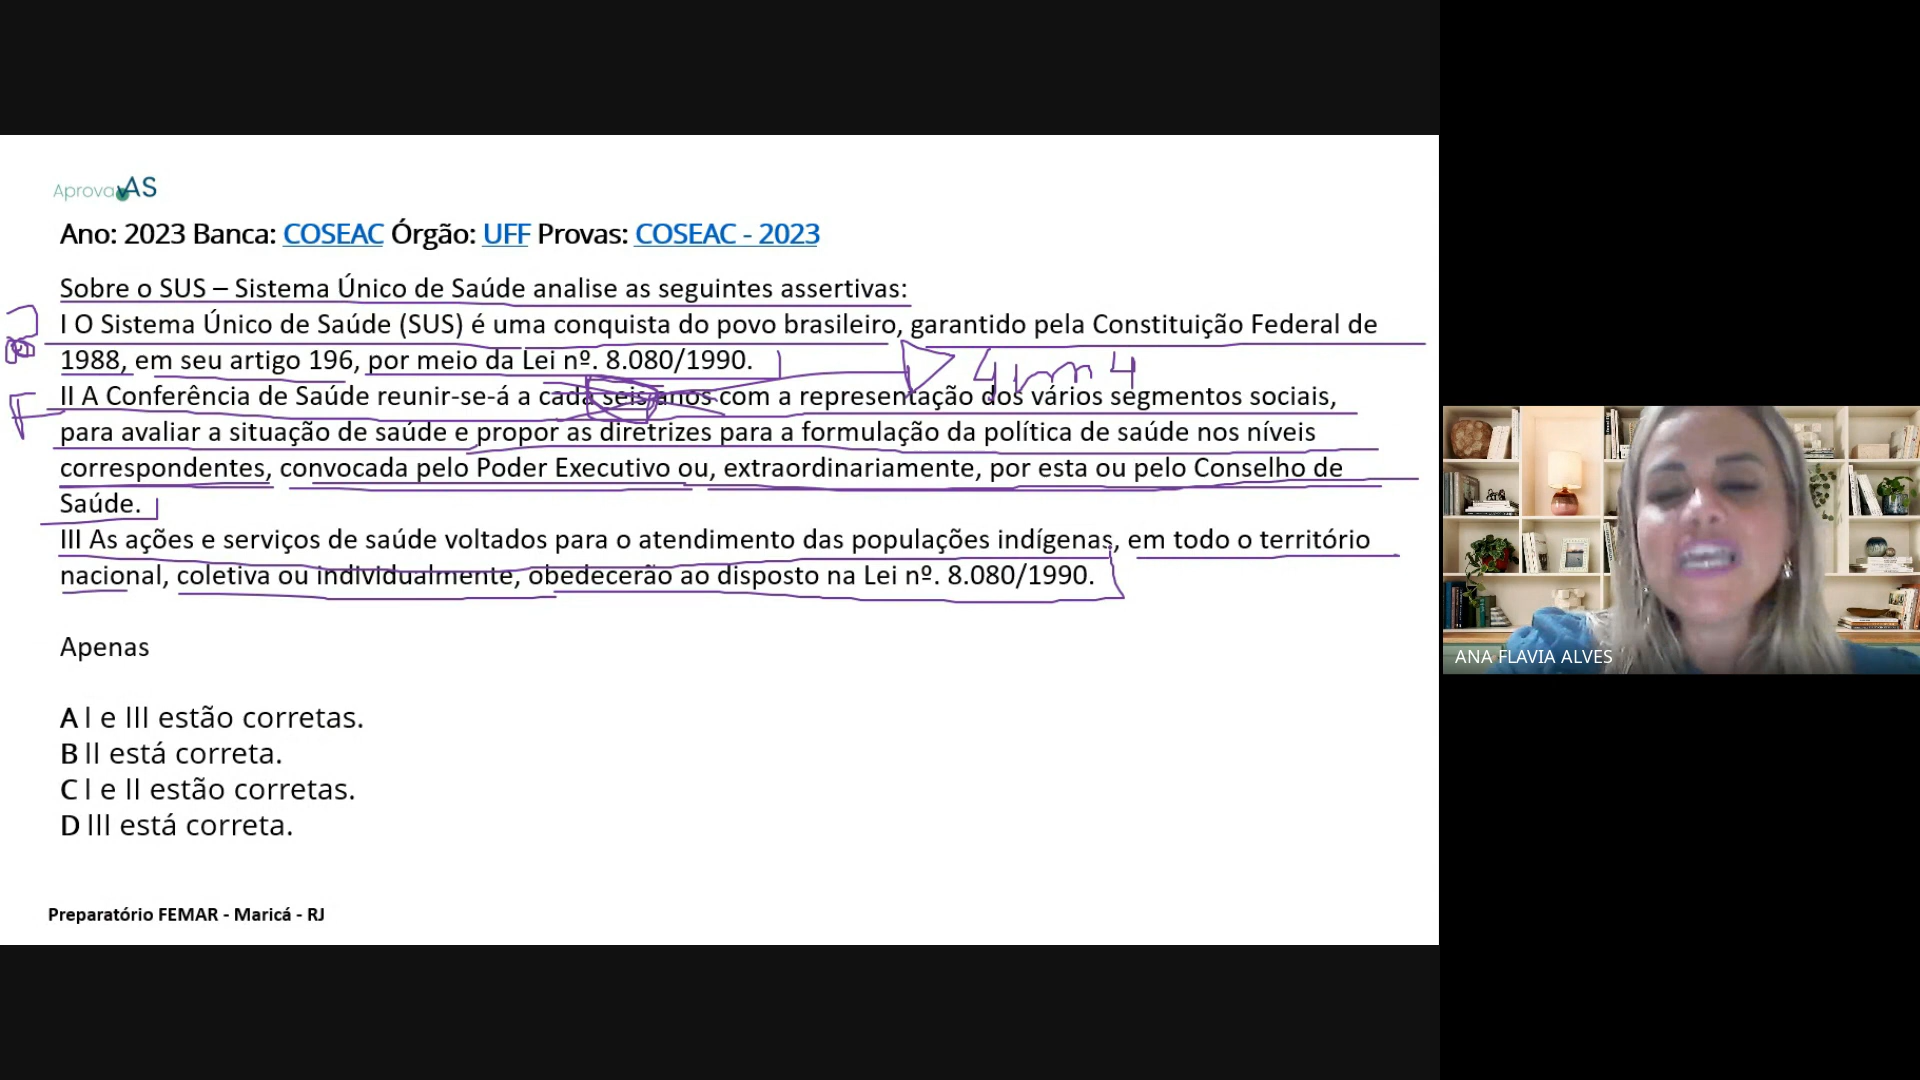 AprovaAS
Ano: 2023 Banca: COSEAC Órgão: UFF Provas: COSEAC - 2023
Sobre o SUS – Sistema Único de Saúde analise as seguintes assertivas:
I O Sistema Único de Saúde (SUS) é uma conquista do povo brasileiro, garantido pela Constituição Federal de
1988, em seu artigo 196, por meio da Lei nº. 8.080/1990.
4 em 4
II A Conferência de Saúde reunir-se-á a cada seis anos com a representação dos vários segmentos sociais,
F
para avaliar a situação de saúde e propor as diretrizes para a formulação da política de saúde nos níveis
correspondentes, convocada pelo Poder Executivo ou, extraordinariamente, por esta ou pelo Conselho de
Saúde.
III As ações e serviços de saúde voltados para o atendimento das populações indígenas, em todo o território
nacional, coletiva ou individualmente, obedecerão ao disposto na Lei nº. 8.080/1990.
Apenas
A I e III estão corretas.
B II está correta.
C I e II estão corretas.
D III está correta.
Preparatório FEMAR - Maricá - RJ
ANA FLAVIA ALVES